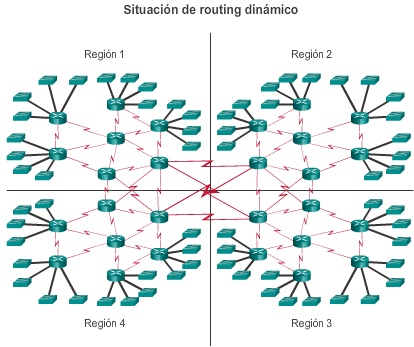 Situación de routing dinámico
Región 1
Región 2
Región 4
Región 3